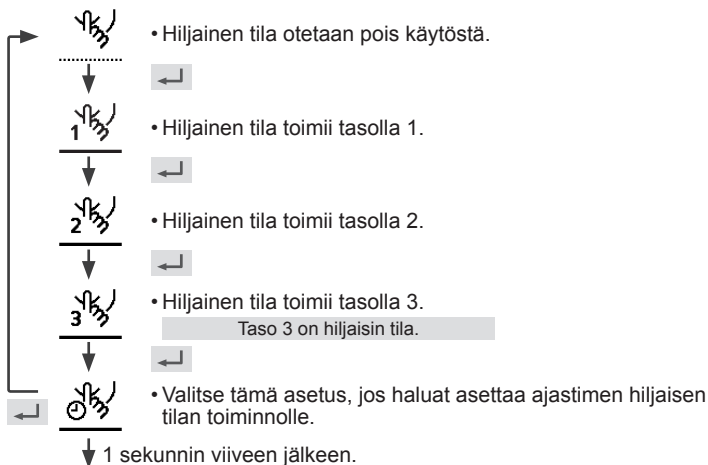 • Hiljainen tila otetaan pois käytöstä.
1
• Hiljainen tila toimii tasolla 1.
2
• Hiljainen tila toimii tasolla 2.
3
• Hiljainen tila toimii tasolla 3.
Taso 3 on hiljaisin tila.
• Valitse tämä asetus, jos haluat asettaa ajastimen hiljaisen
tilan toiminnolle.
1 sekunnin viiveen jälkeen.